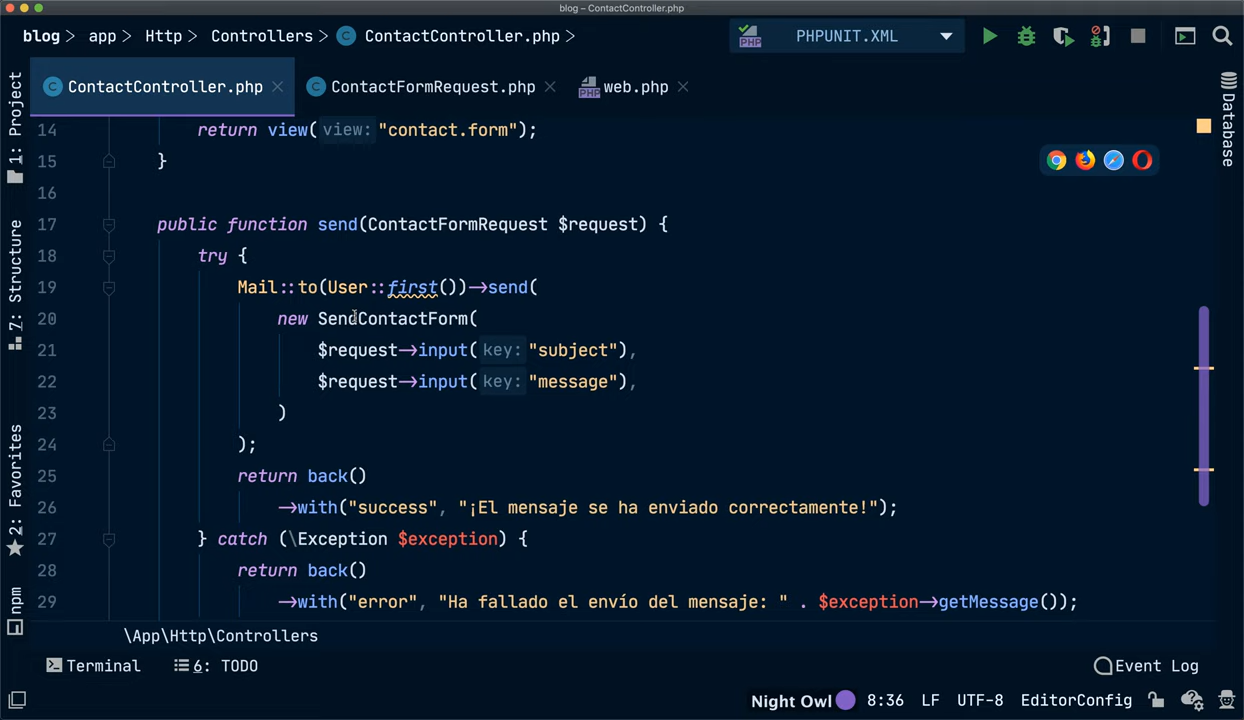 blog – ContactController.php
blog > app > Http > Controllers > C ContactController.php > PHP PHPUNIT.XML
C ContactController.php × C ContactFormRequest.php × PHP web.php ×
1: Project
7: Structure
2: Favorites
npm
Database
14 return view( view: "contact.form");
15 }
16
17 public function send(ContactFormRequest $request) {
18 try {
19 Mail::to(User::first())->send(
20 new SendContactForm(
21 $request->input( key: "subject"),
22 $request->input( key: "message"),
23 )
24 );
25 return back()
26 ->with("success", "¡El mensaje se ha enviado correctamente!");
27 } catch (\Exception $exception) {
28 return back()
29 ->with("error", "Ha fallado el envío del mensaje: " . $exception->getMessage());
\App\Http\Controllers
Terminal 6: TODO Event Log
Night Owl 8:36 LF UTF-8 EditorConfig